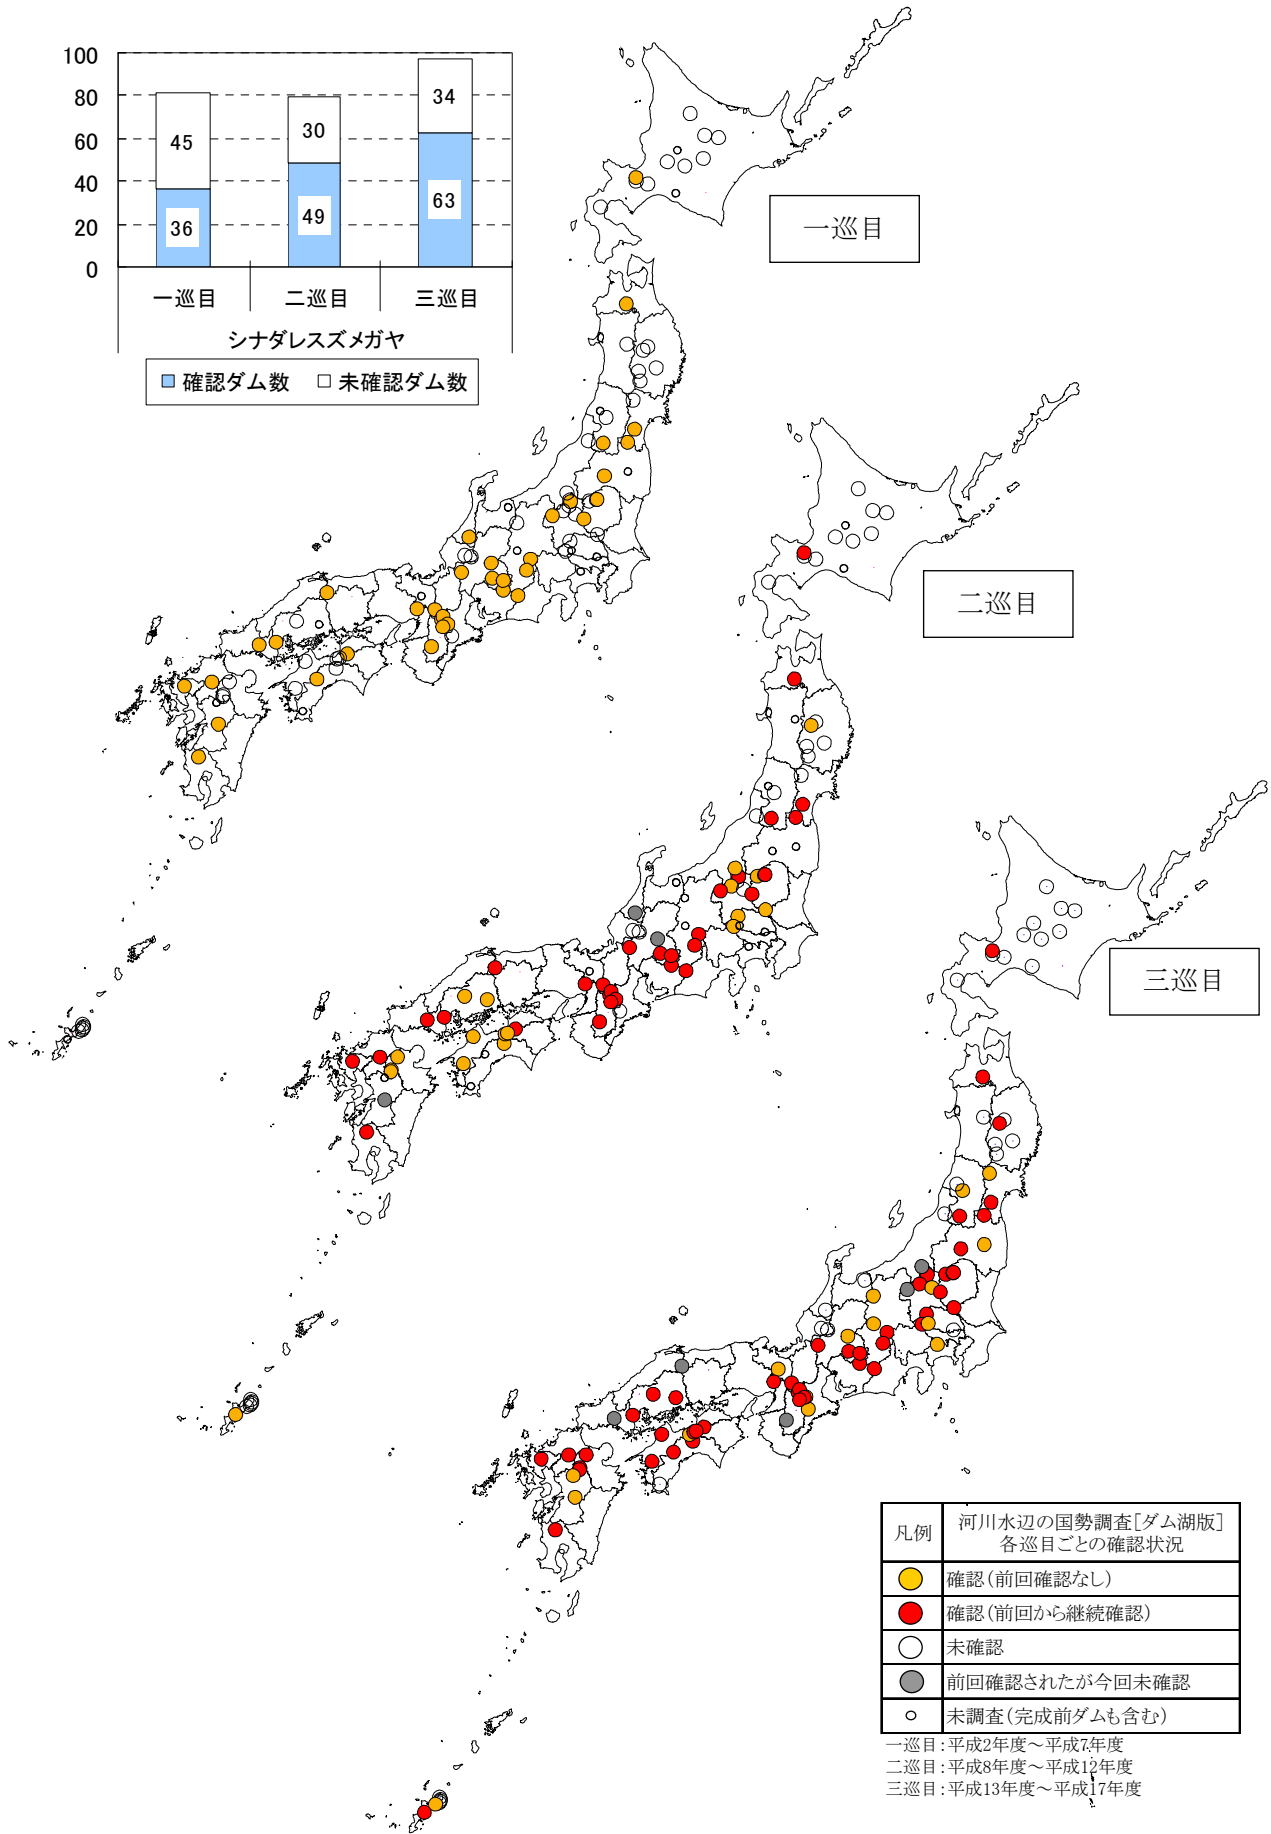 100
80
60
40
20
0
45
36
30
49
34
63
一巡目
二巡目
三巡目
シナダレスズメガヤ
確認ダム数
未確認ダム数
一巡目
二巡目
三巡目
凡例
河川水辺の国勢調査[ダム湖版]
各巡目ごとの確認状況
確認(前回確認なし)
確認(前回から継続確認)
未確認
前回確認されたが今回未確認
未調査(完成前ダムも含む)
一巡目:平成2年度～平成7年度
二巡目:平成8年度～平成12年度
三巡目:平成13年度～平成17年度